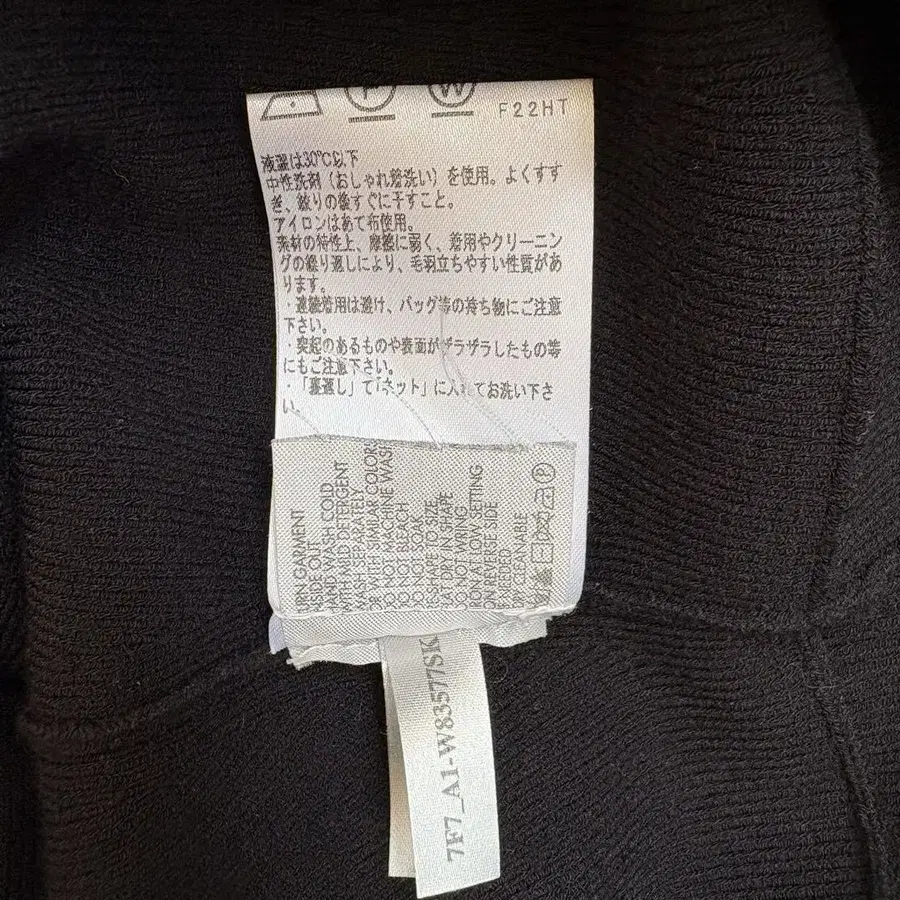 P W F22HT
液温は30℃以下
中性洗剤（おしゃれ着洗い）を使用。よくすす
ぎ、絞りの後すぐに干すこと。
アイロンはあて布使用。
素材の特性上、摩擦に弱く、着用やクリーニン
グの繰り返しにより、毛羽立ちやすい性質があ
ります。
・連続着用は避け、バッグ等の持ち物にご注意
下さい。
・突起のあるものや表面がザラザラしたもの等
にもご注意下さい。
・「裏返し」て「ネット」に入れてお洗い下さ
い。
URN GARMENT
SIDE OUT
HAND WASH COLD
WITH MILD DETERGENT
WASH SEPARATELY
OR WITH SIMILAR COLORS
DO NOT MACHINE WASH
DO NOT BLEACH
DO NOT SOAK
ESHAPE TO SIZE
AT DRY IN SHAPE
DO NOT WRING
IRON AT LOW SETTING
ON REVERSE SIDE
NEEDED
DRY CLEANABLE
7F7_A1-W83577SK